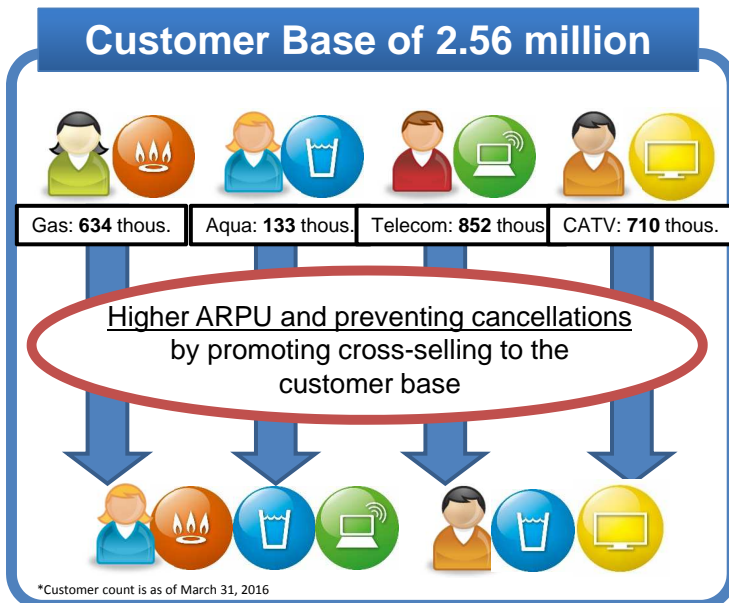 Customer Base of 2.56 million
Gas: 634 thous.
Aqua: 133 thous.
Telecom: 852 thous
CATV: 710 thous.
Higher ARPU and preventing cancellations
by promoting cross-selling to the
customer base
*Customer count is as of March 31, 2016